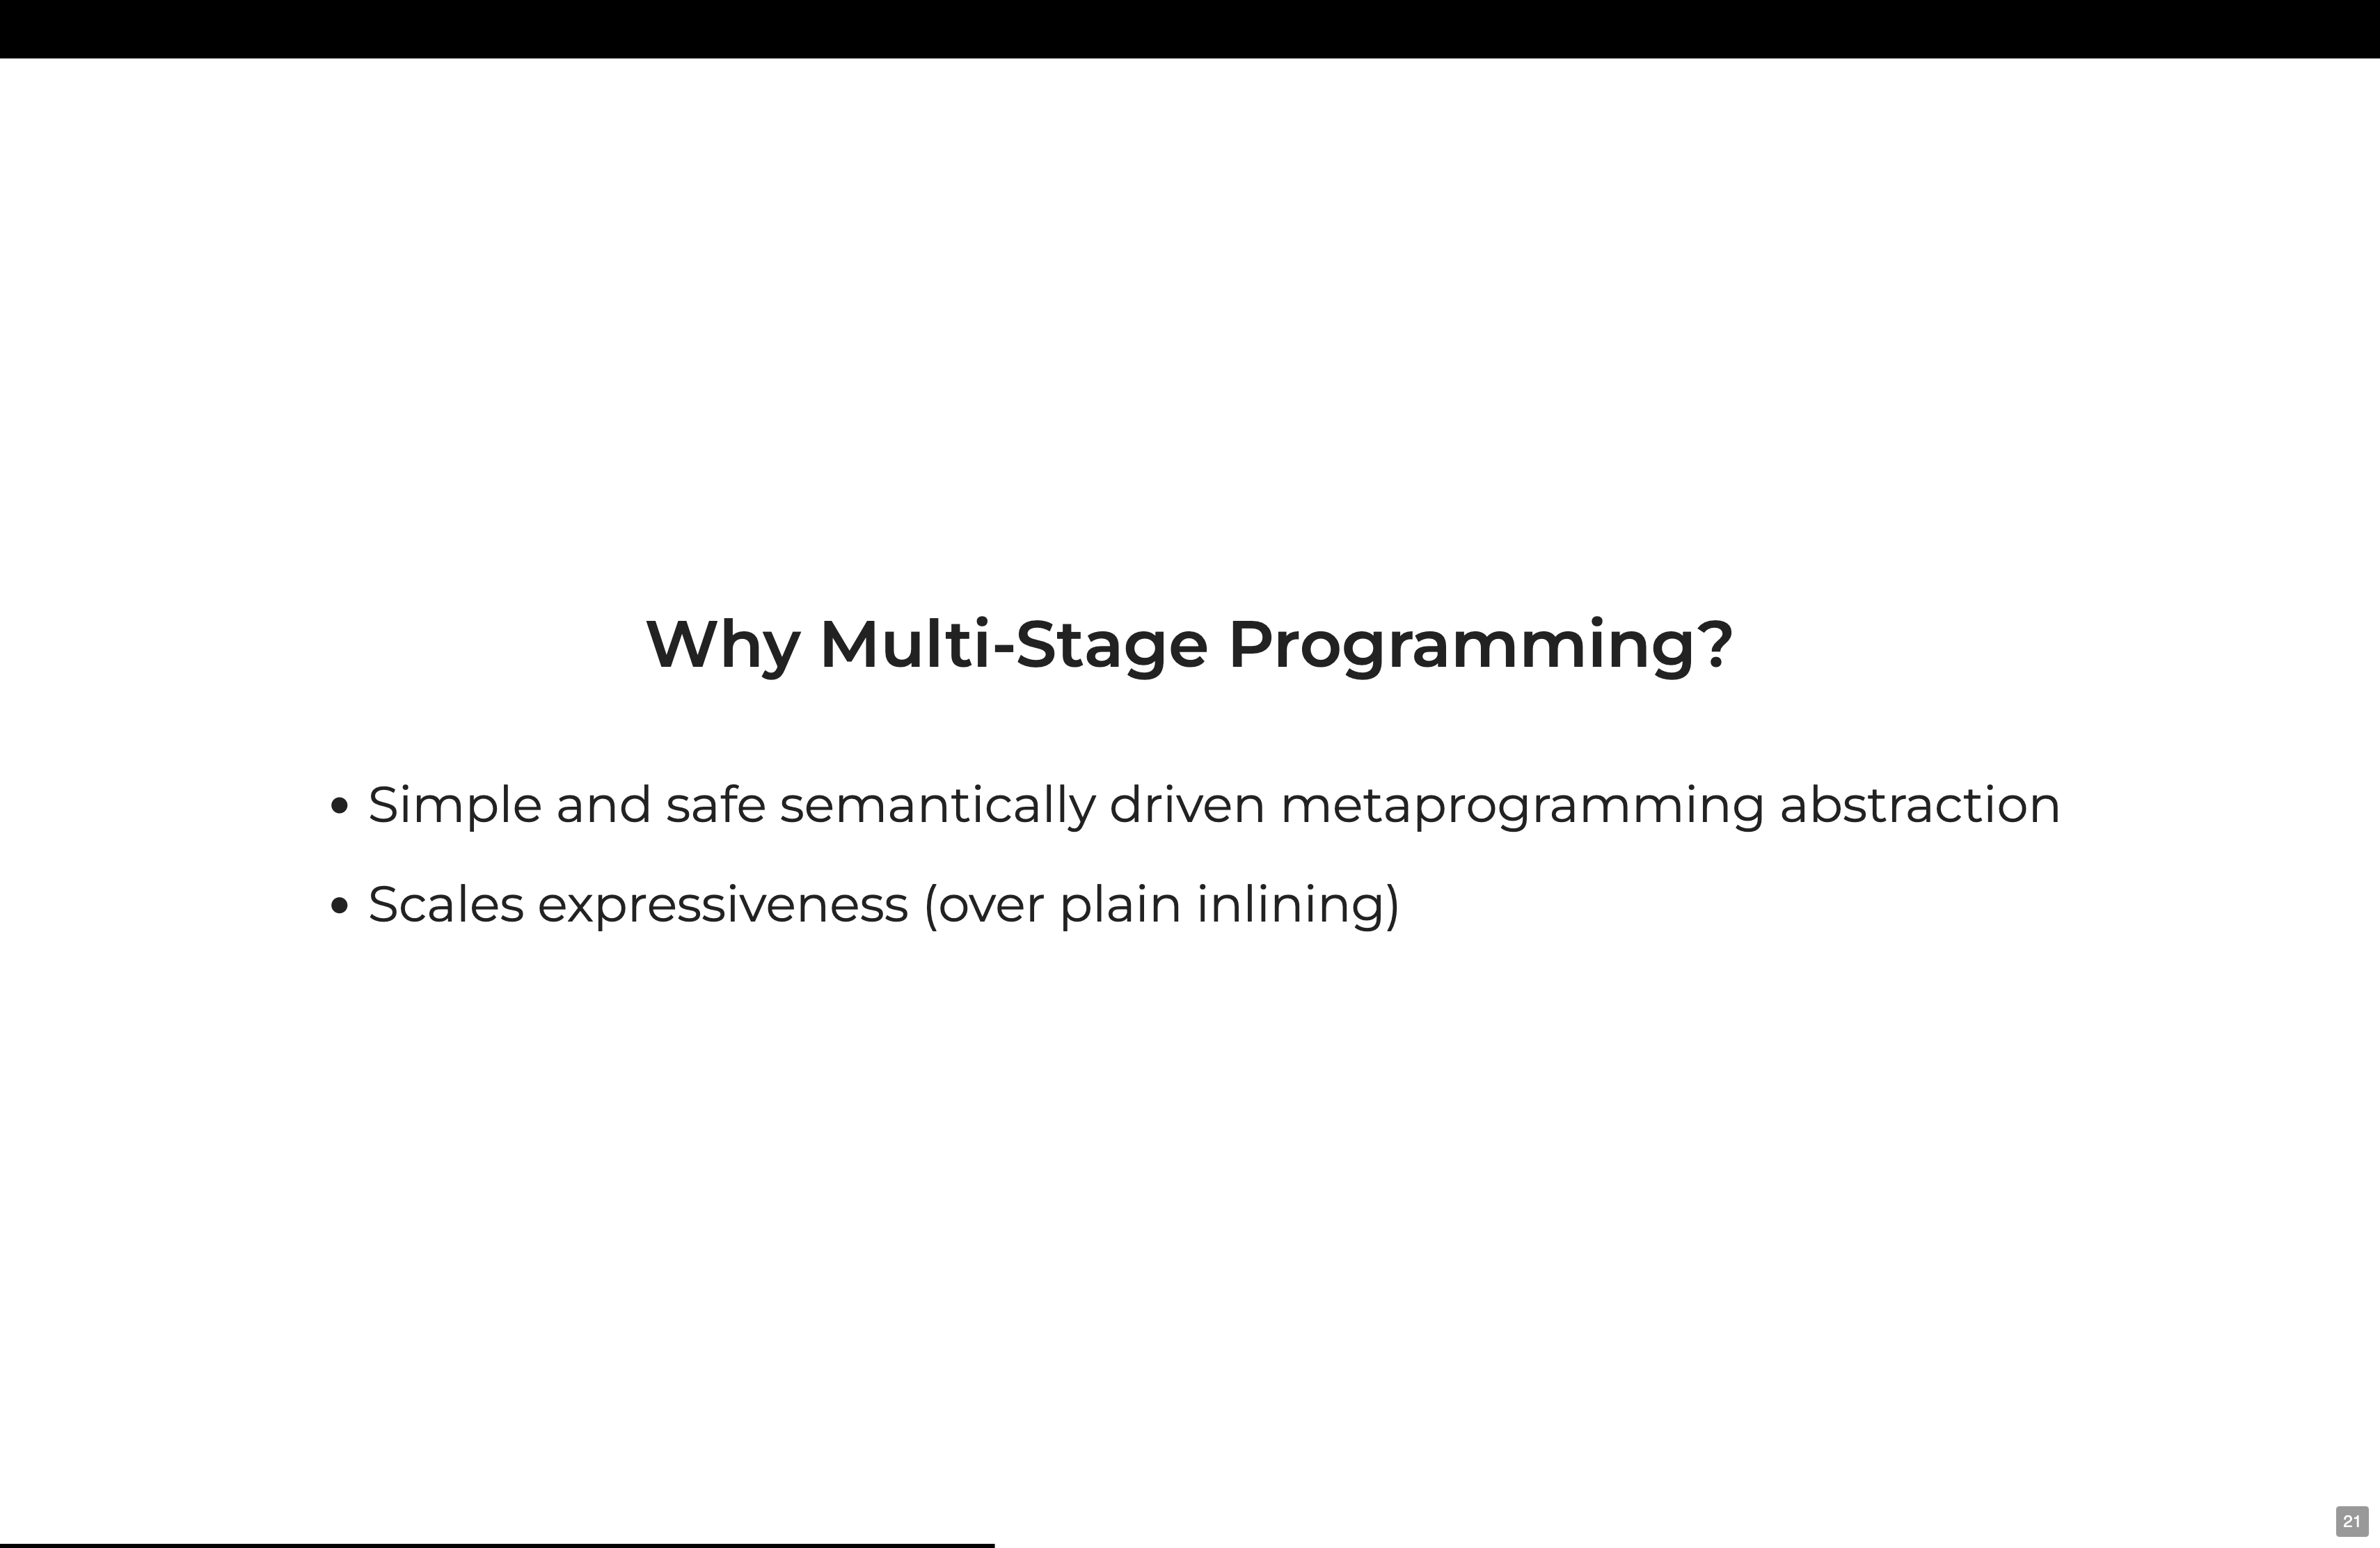 Why Multi-Stage Programming?
• Simple and safe semantically driven metaprogramming abstraction
• Scales expressiveness (over plain inlining)
21